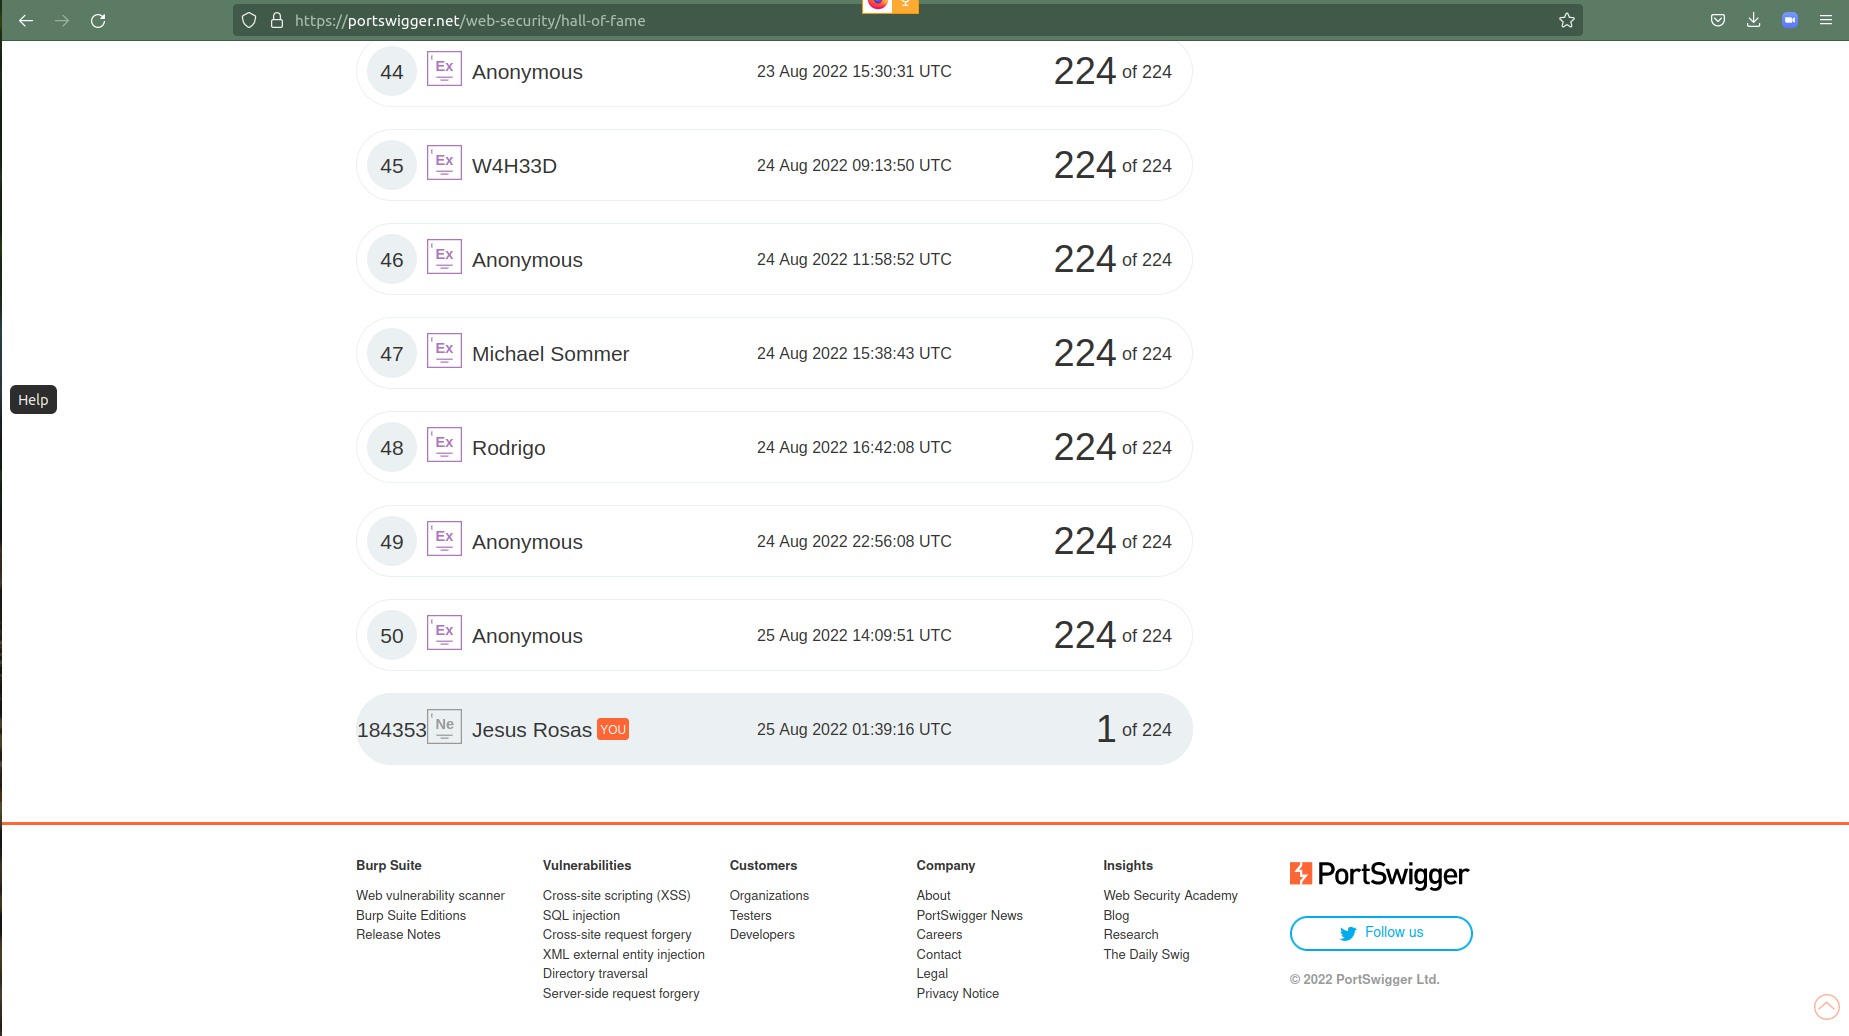 https://portswigger.net/web-security/hall-of-fame
44 Ex Anonymous 23 Aug 2022 15:30:31 UTC 224 of 224
45 Ex W4H33D 24 Aug 2022 09:13:50 UTC 224 of 224
46 Ex Anonymous 24 Aug 2022 11:58:52 UTC 224 of 224
47 Ex Michael Sommer 24 Aug 2022 15:38:43 UTC 224 of 224
Help
48 Ex Rodrigo 24 Aug 2022 16:42:08 UTC 224 of 224
49 Ex Anonymous 24 Aug 2022 22:56:08 UTC 224 of 224
50 Ex Anonymous 25 Aug 2022 14:09:51 UTC 224 of 224
184353 Ne Jesus Rosas YOU 25 Aug 2022 01:39:16 UTC 1 of 224
Burp Suite
Web vulnerability scanner
Burp Suite Editions
Release Notes
Vulnerabilities
Cross-site scripting (XSS)
SQL injection
Cross-site request forgery
XML external entity injection
Directory traversal
Server-side request forgery
Customers
Organizations
Testers
Developers
Company
About
PortSwigger News
Careers
Contact
Legal
Privacy Notice
Insights
Web Security Academy
Blog
Research
The Daily Swig
PortSwigger
Follow us
© 2022 PortSwigger Ltd.